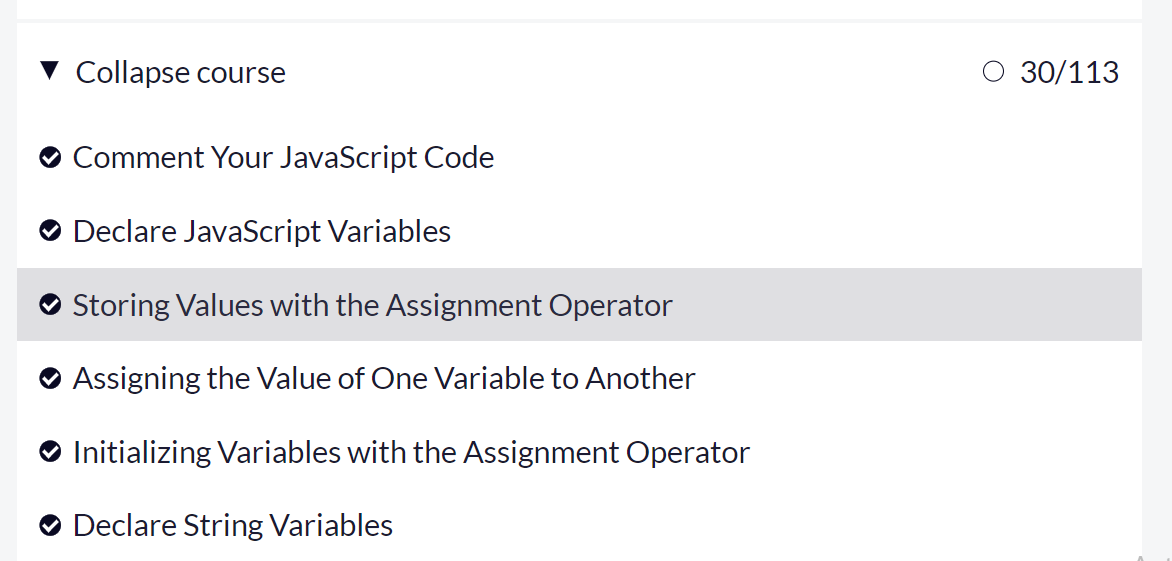 Collapse course 30/113
Comment Your JavaScript Code
Declare JavaScript Variables
Storing Values with the Assignment Operator
Assigning the Value of One Variable to Another
Initializing Variables with the Assignment Operator
Declare String Variables